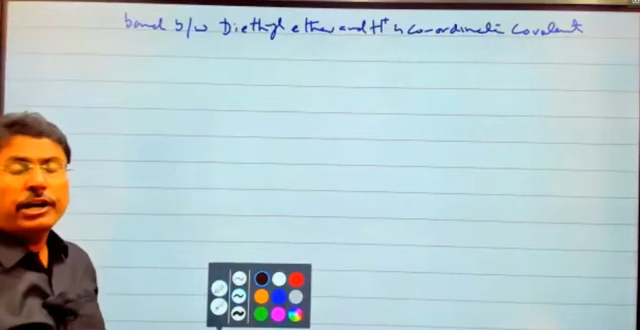 bond b/w Diethyl ether and H+ is co-ordinate covalent